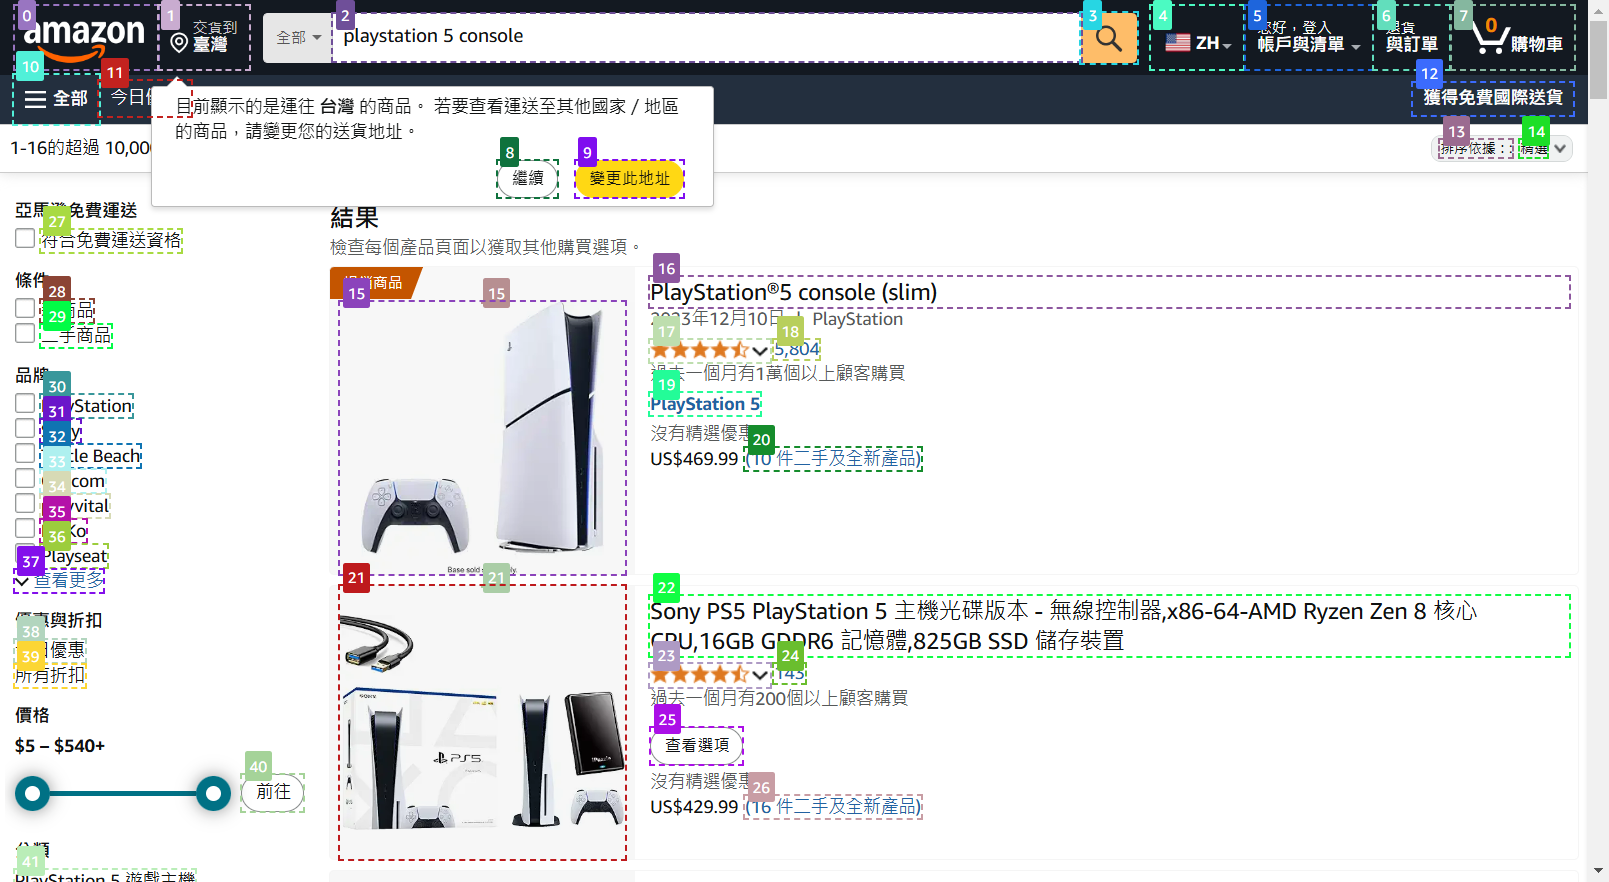 amazon
交貨到
臺灣
全部
playstation 5 console
ZH
您好，登入
帳戶與清單
退貨
與訂單
0
購物車
全部
今日
獲得免費國際送貨
目前顯示的是運往 台灣 的商品。 若要查看運送至其他國家 / 地區
的商品，請變更您的送貨地址。
繼續
變更此地址
1-16的超過 10,000
排序依據：
精選
亞馬遜免費運送
符合免費運送資格
條件
二手商品
品牌
PlayStation
Turtle Beach
Playseat
查看更多
優惠與折扣
所有折扣
價格
$5 – $540+
前往
分類
PlayStation 5 遊戲主機
結果
檢查每個產品頁面以獲取其他購買選項。
暢銷商品
PlayStation®5 console (slim)
2023年12月10日 | PlayStation
5,804
過去一個月有1萬個以上顧客購買
PlayStation 5
沒有精選優惠
US$469.99 (10 件二手及全新產品)
Sony PS5 PlayStation 5 主機光碟版本 - 無線控制器,x86-64-AMD Ryzen Zen 8 核心
CPU,16GB GDDR6 記憶體,825GB SSD 儲存裝置
143
過去一個月有200個以上顧客購買
查看選項
沒有精選優惠
US$429.99 (16 件二手及全新產品)
SONY
PS5
0
1
2
3
4
5
6
7
8
9
10
11
12
13
14
15
15
16
17
18
19
20
21
21
22
23
24
25
26
27
28
29
30
31
32
33
34
35
36
37
38
39
40
41